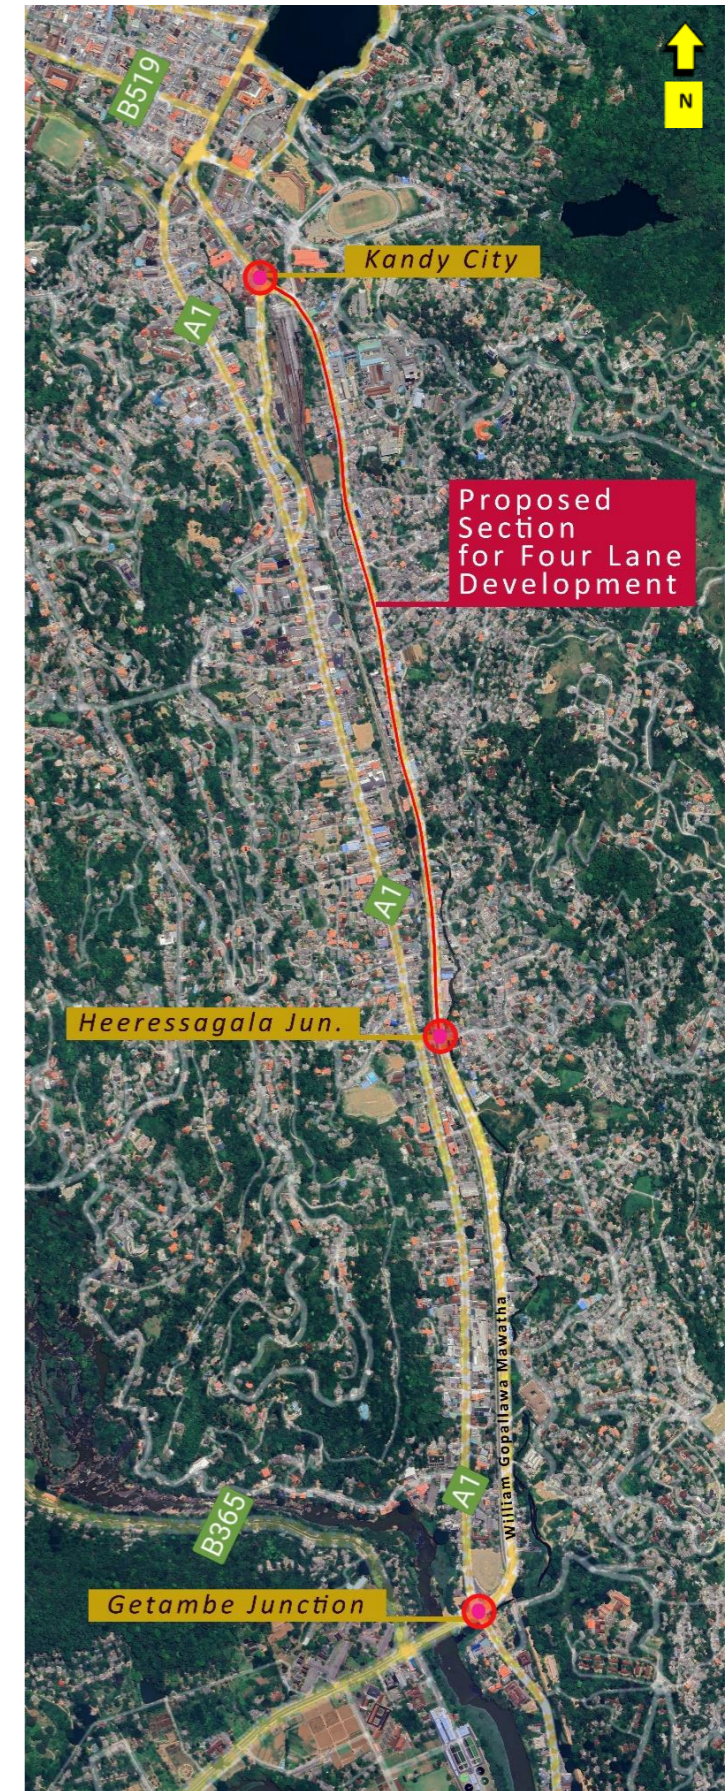 B519
N
Kandy City
A1
Proposed
Section
for Four Lane
Development
A1
Heeressagala Jun.
William Gopallawa Mawatha
A1
B365
Getambe Junction